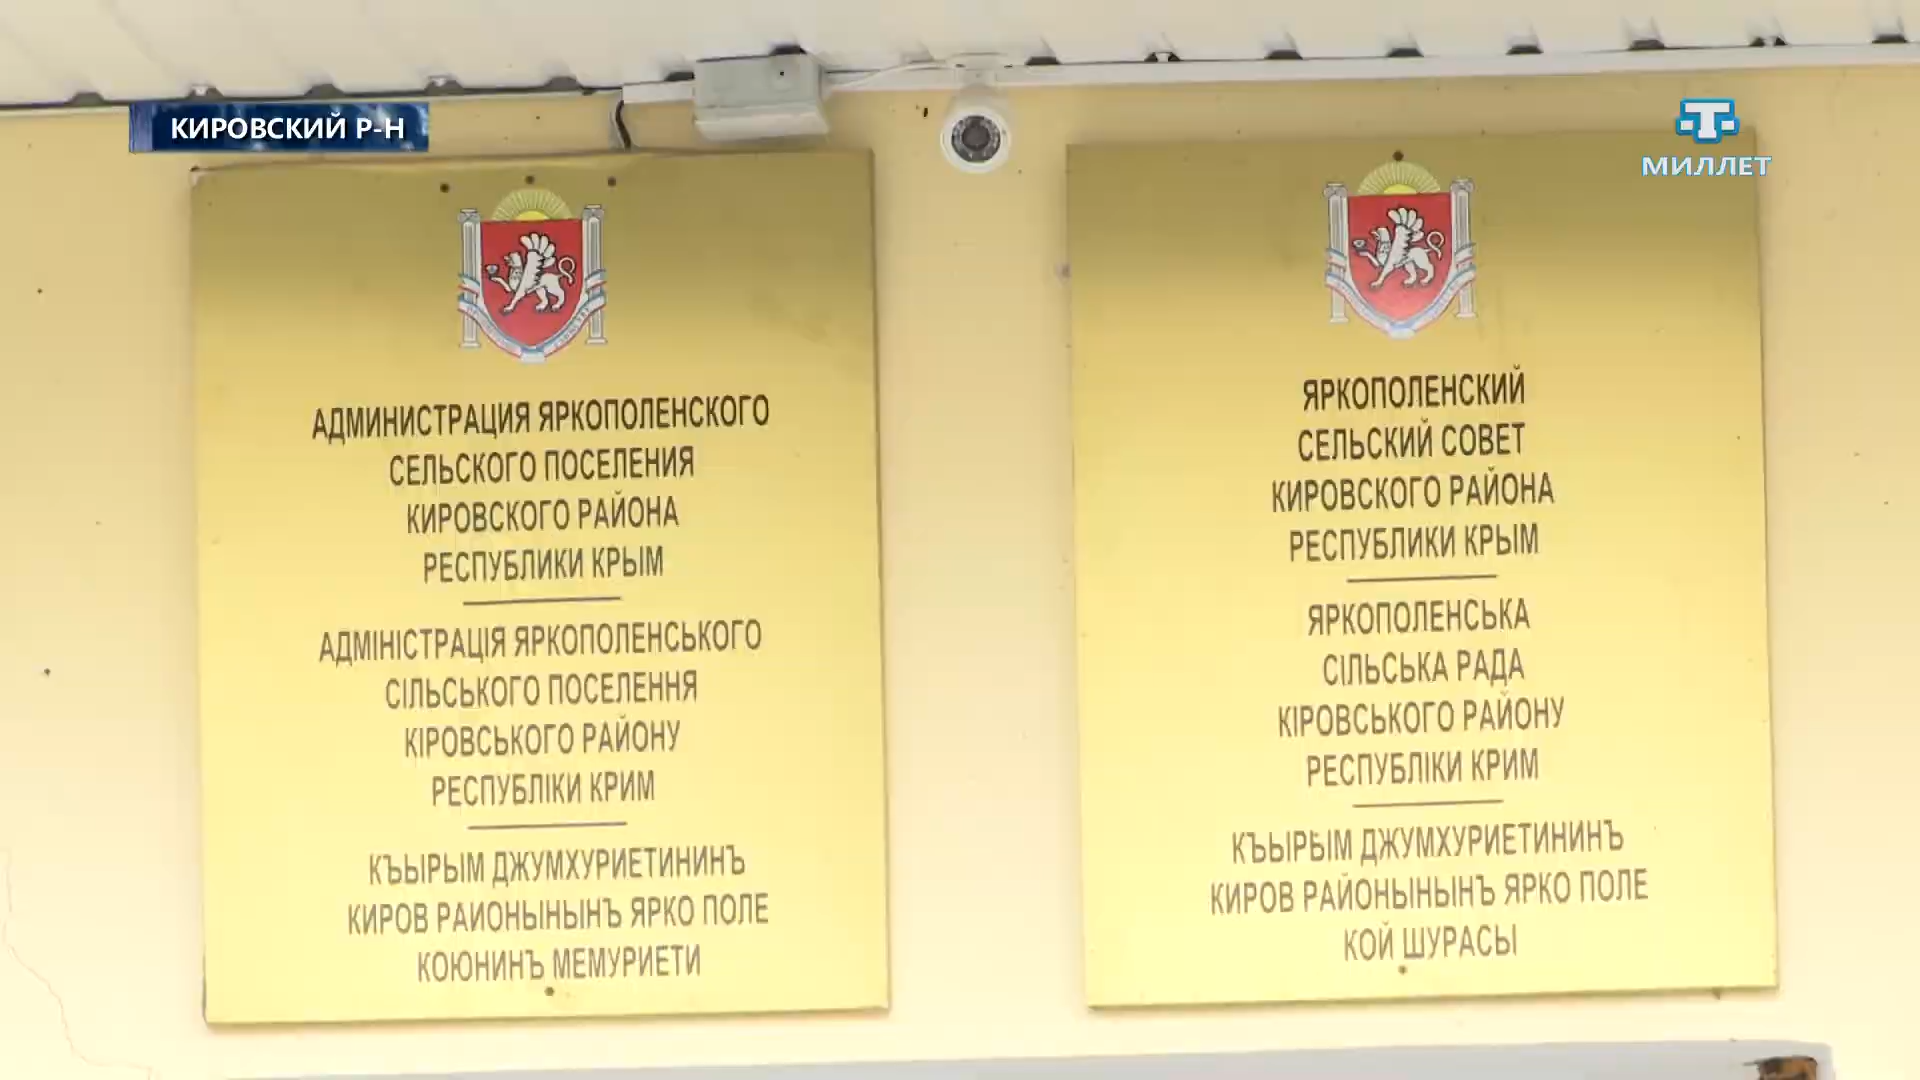 КИРОВСКИЙ Р-Н
МИЛЛЕТ
АДМИНИСТРАЦИЯ ЯРКОПОЛЕНСКОГО
СЕЛЬСКОГО ПОСЕЛЕНИЯ
КИРОВСКОГО РАЙОНА
РЕСПУБЛИКИ КРЫМ
АДМІНІСТРАЦІЯ ЯРКОПОЛЕНСЬКОГО
СІЛЬСЬКОГО ПОСЕЛЕННЯ
КІРОВСЬКОГО РАЙОНУ
РЕСПУБЛІКИ КРИМ
КЪЫРЫМ ДЖУМХУРИЕТИНИНЪ
КИРОВ РАИОНЫНЫНЪ ЯРКО ПОЛЕ
КОЮНИНЪ МЕМУРИЕТИ
ЯРКОПОЛЕНСКИЙ
СЕЛЬСКИЙ СОВЕТ
КИРОВСКОГО РАЙОНА
РЕСПУБЛИКИ КРЫМ
ЯРКОПОЛЕНСЬКА
СІЛЬСЬКА РАДА
КІРОВСЬКОГО РАЙОНУ
РЕСПУБЛІКИ КРИМ
КЪЫРЫМ ДЖУМХУРИЕТИНИНЪ
КИРОВ РАЙОНЫНЫНЪ ЯРКО ПОЛЕ
КОЙ ШУРАСЫ